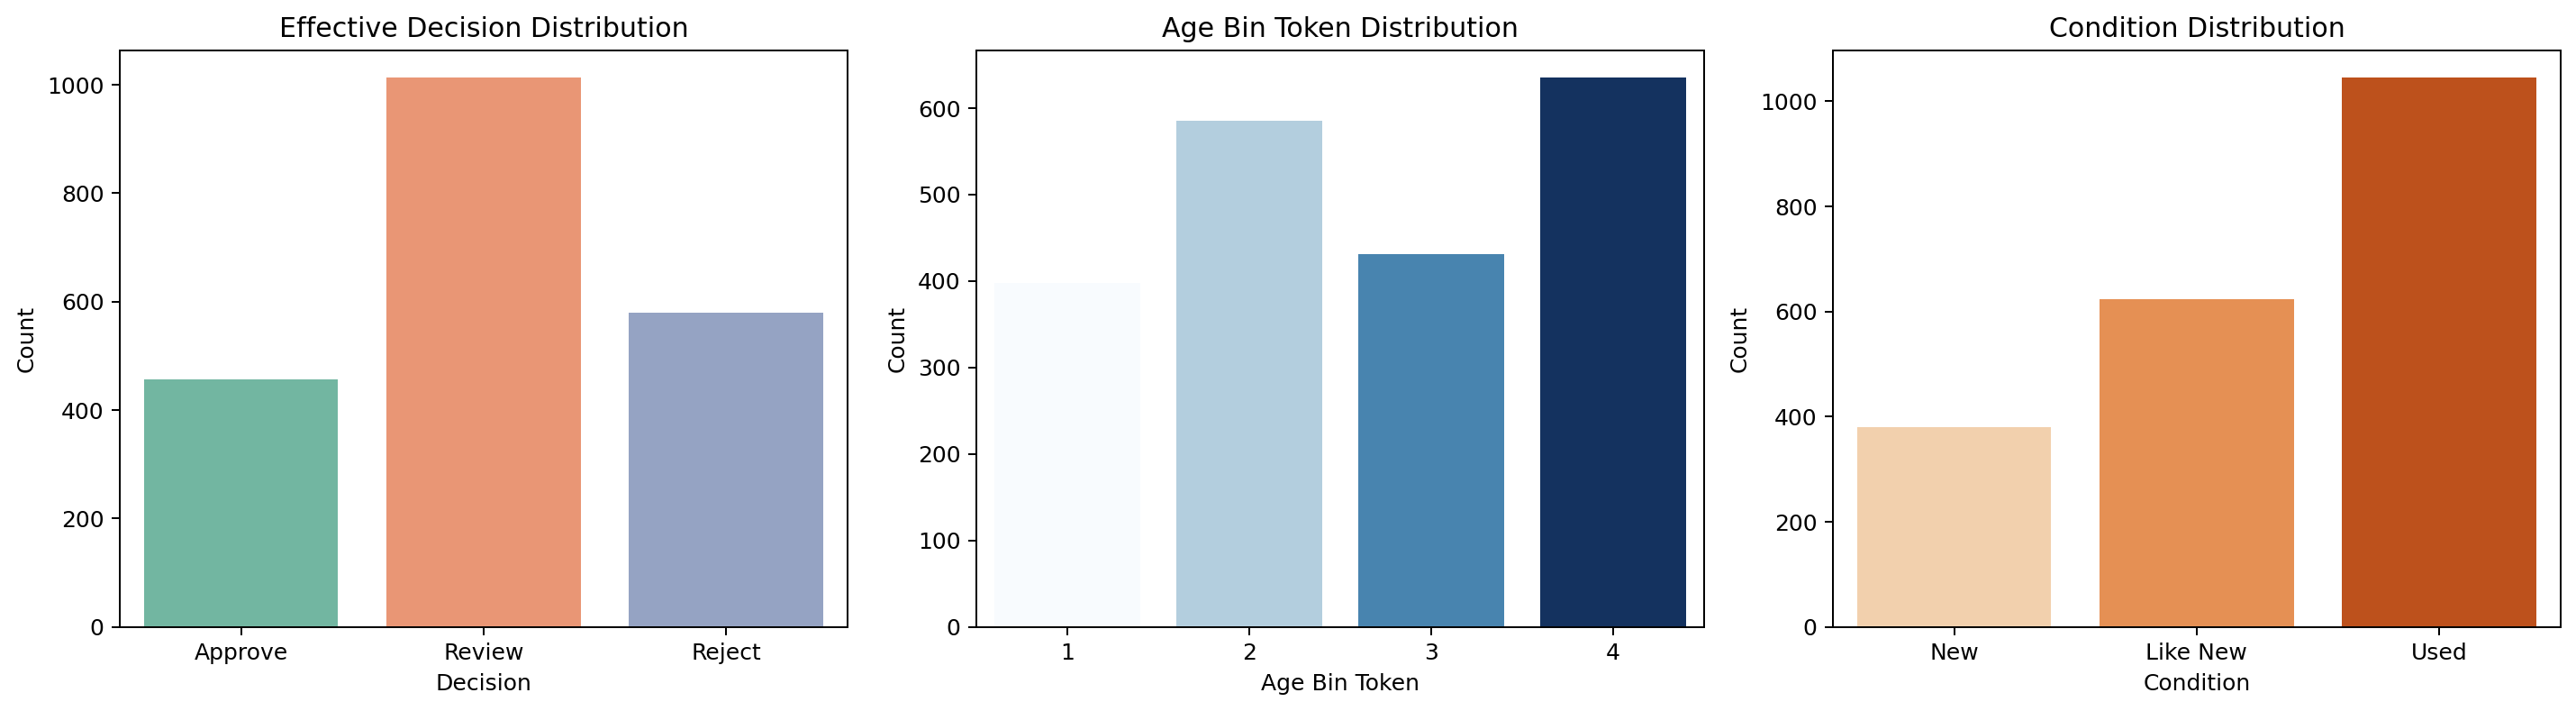 Effective Decision Distribution
Count
1000
800
600
400
200
0
Approve
Review
Reject
Decision
Age Bin Token Distribution
Count
600
500
400
300
200
100
0
1
2
3
4
Age Bin Token
Condition Distribution
Count
1000
800
600
400
200
0
New
Like New
Used
Condition